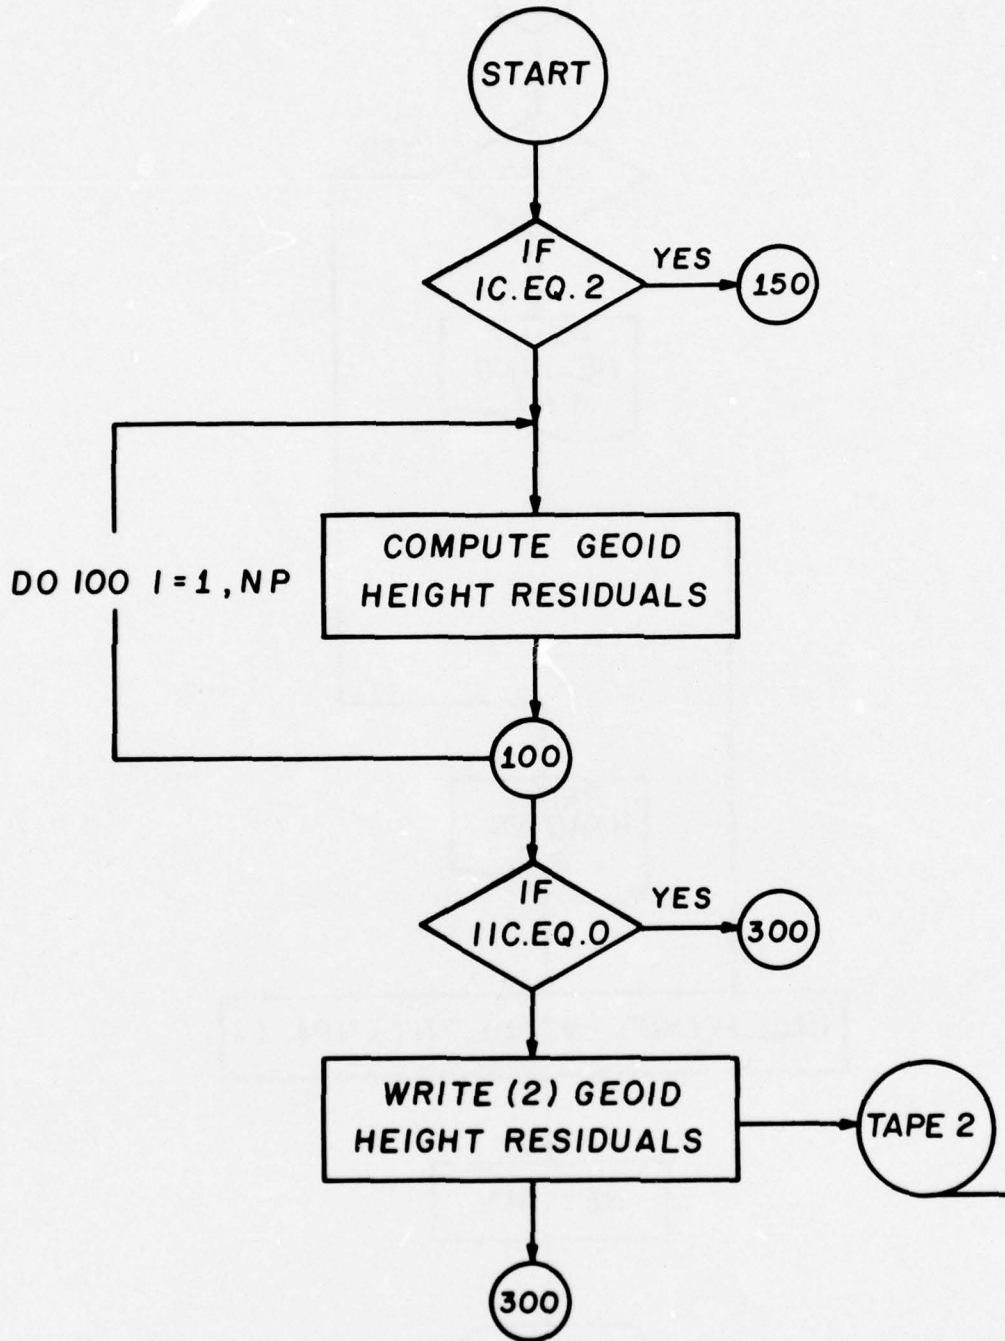 START
IF
IC.EQ.2
YES
150
DO 100 I=1,NP
COMPUTE GEOID
HEIGHT RESIDUALS
100
IF
IIC.EQ.0
YES
300
WRITE (2) GEOID
HEIGHT RESIDUALS
TAPE 2
300